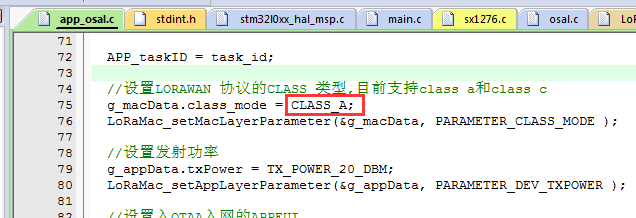 app_osal.c stdint.h stm32l0xx_hal_msp.c main.c sx1276.c osal.c LoR
71
72 APP_taskID = task_id;
73
74 //设置LORAWAN 协议的CLASS 类型,目前支持class a和class c
75 g_macData.class_mode = CLASS_A;
76 LoRaMac_setMacLayerParameter(&g_macData, PARAMETER_CLASS_MODE );
77
78 //设置发射功率
79 g_appData.txPower = TX_POWER_20_DBM;
80 LoRaMac_setAppLayerParameter(&g_appData, PARAMETER_DEV_TXPOWER );
81
82 //设置入OTAA入网的APPEUI